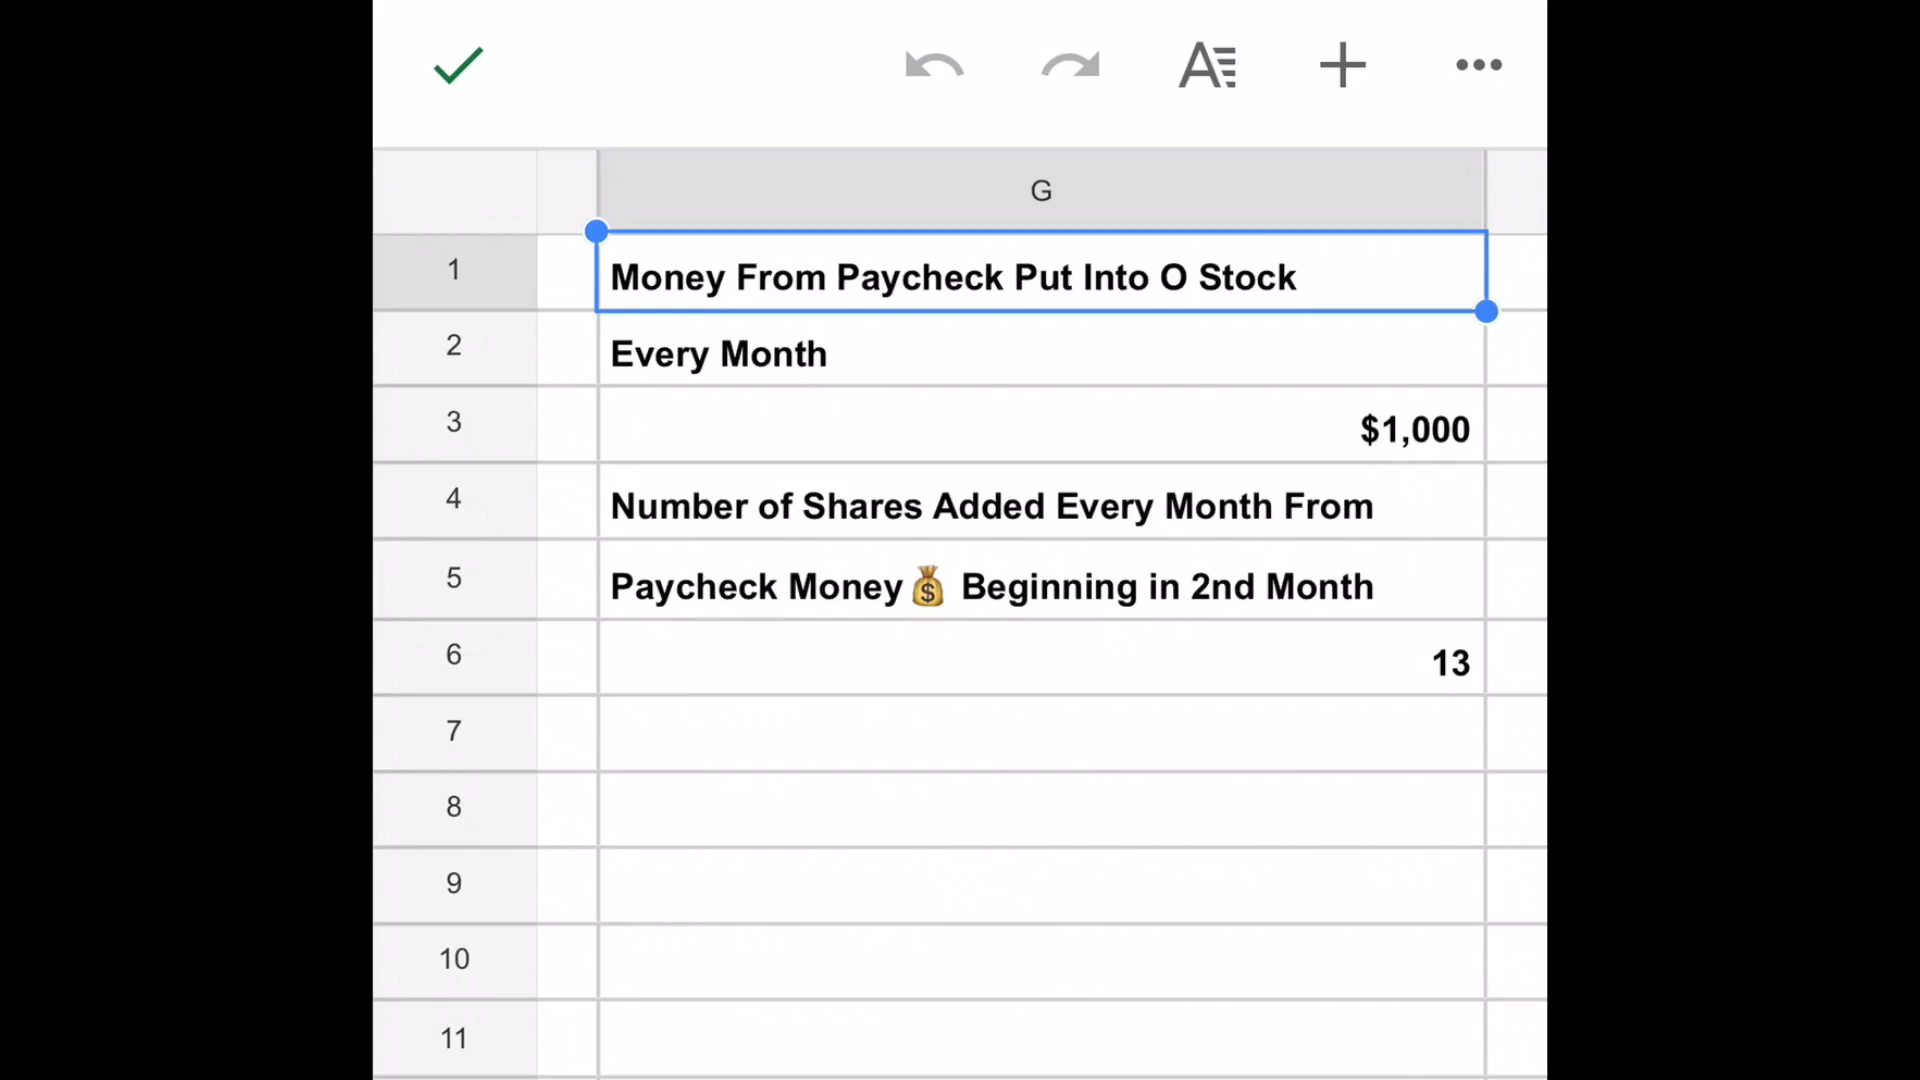 G
1 Money From Paycheck Put Into O Stock
2 Every Month
3 $1,000
4 Number of Shares Added Every Month From
5 Paycheck Money💰 Beginning in 2nd Month
6 13
7
8
9
10
11